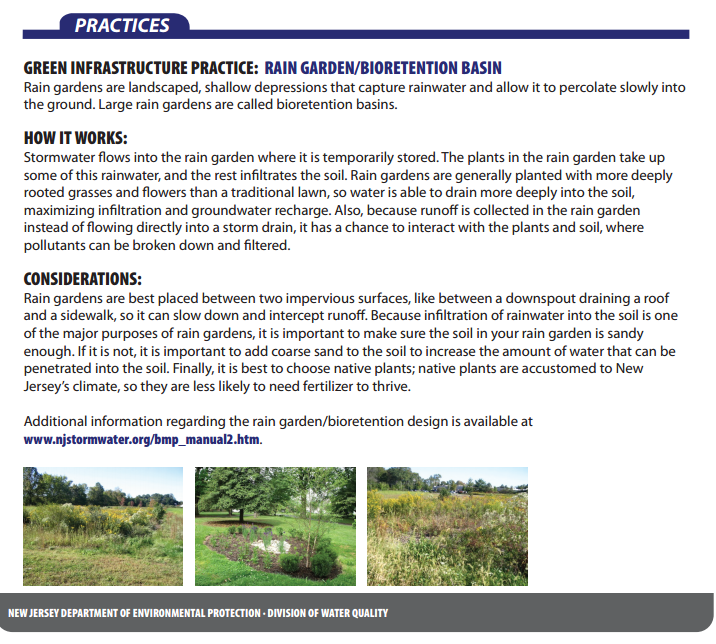 PRACTICES
GREEN INFRASTRUCTURE PRACTICE: RAIN GARDEN/BIORETENTION BASIN
Rain gardens are landscaped, shallow depressions that capture rainwater and allow it to percolate slowly into
the ground. Large rain gardens are called bioretention basins.
HOW IT WORKS:
Stormwater flows into the rain garden where it is temporarily stored. The plants in the rain garden take up
some of this rainwater, and the rest infiltrates the soil. Rain gardens are generally planted with more deeply
rooted grasses and flowers than a traditional lawn, so water is able to drain more deeply into the soil,
maximizing infiltration and groundwater recharge. Also, because runoff is collected in the rain garden
instead of flowing directly into a storm drain, it has a chance to interact with the plants and soil, where
pollutants can be broken down and filtered.
CONSIDERATIONS:
Rain gardens are best placed between two impervious surfaces, like between a downspout draining a roof
and a sidewalk, so it can slow down and intercept runoff. Because infiltration of rainwater into the soil is one
of the major purposes of rain gardens, it is important to make sure the soil in your rain garden is sandy
enough. If it is not, it is important to add coarse sand to the soil to increase the amount of water that can be
penetrated into the soil. Finally, it is best to choose native plants; native plants are accustomed to New
Jersey's climate, so they are less likely to need fertilizer to thrive.
Additional information regarding the rain garden/bioretention design is available at
www.njstormwater.org/bmp_manual2.htm.
NEW JERSEY DEPARTMENT OF ENVIRONMENTAL PROTECTION • DIVISION OF WATER QUALITY